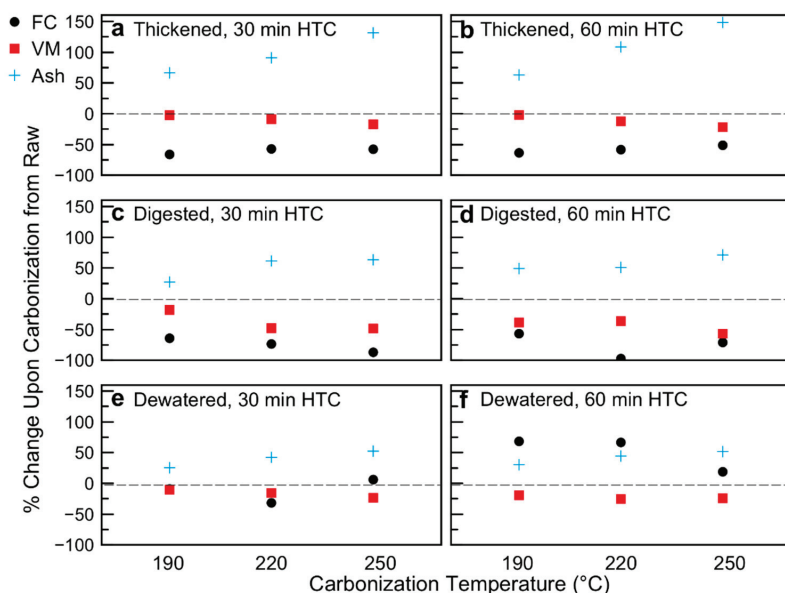 FC
VM
Ash
% Change Upon Carbonization from Raw
a Thickened, 30 min HTC
150
100
50
0
−50
−100
b Thickened, 60 min HTC
c Digested, 30 min HTC
150
100
50
0
−50
−100
d Digested, 60 min HTC
e Dewatered, 30 min HTC
150
100
50
0
−50
−100
f Dewatered, 60 min HTC
190 220 250 190 220 250
Carbonization Temperature (°C)